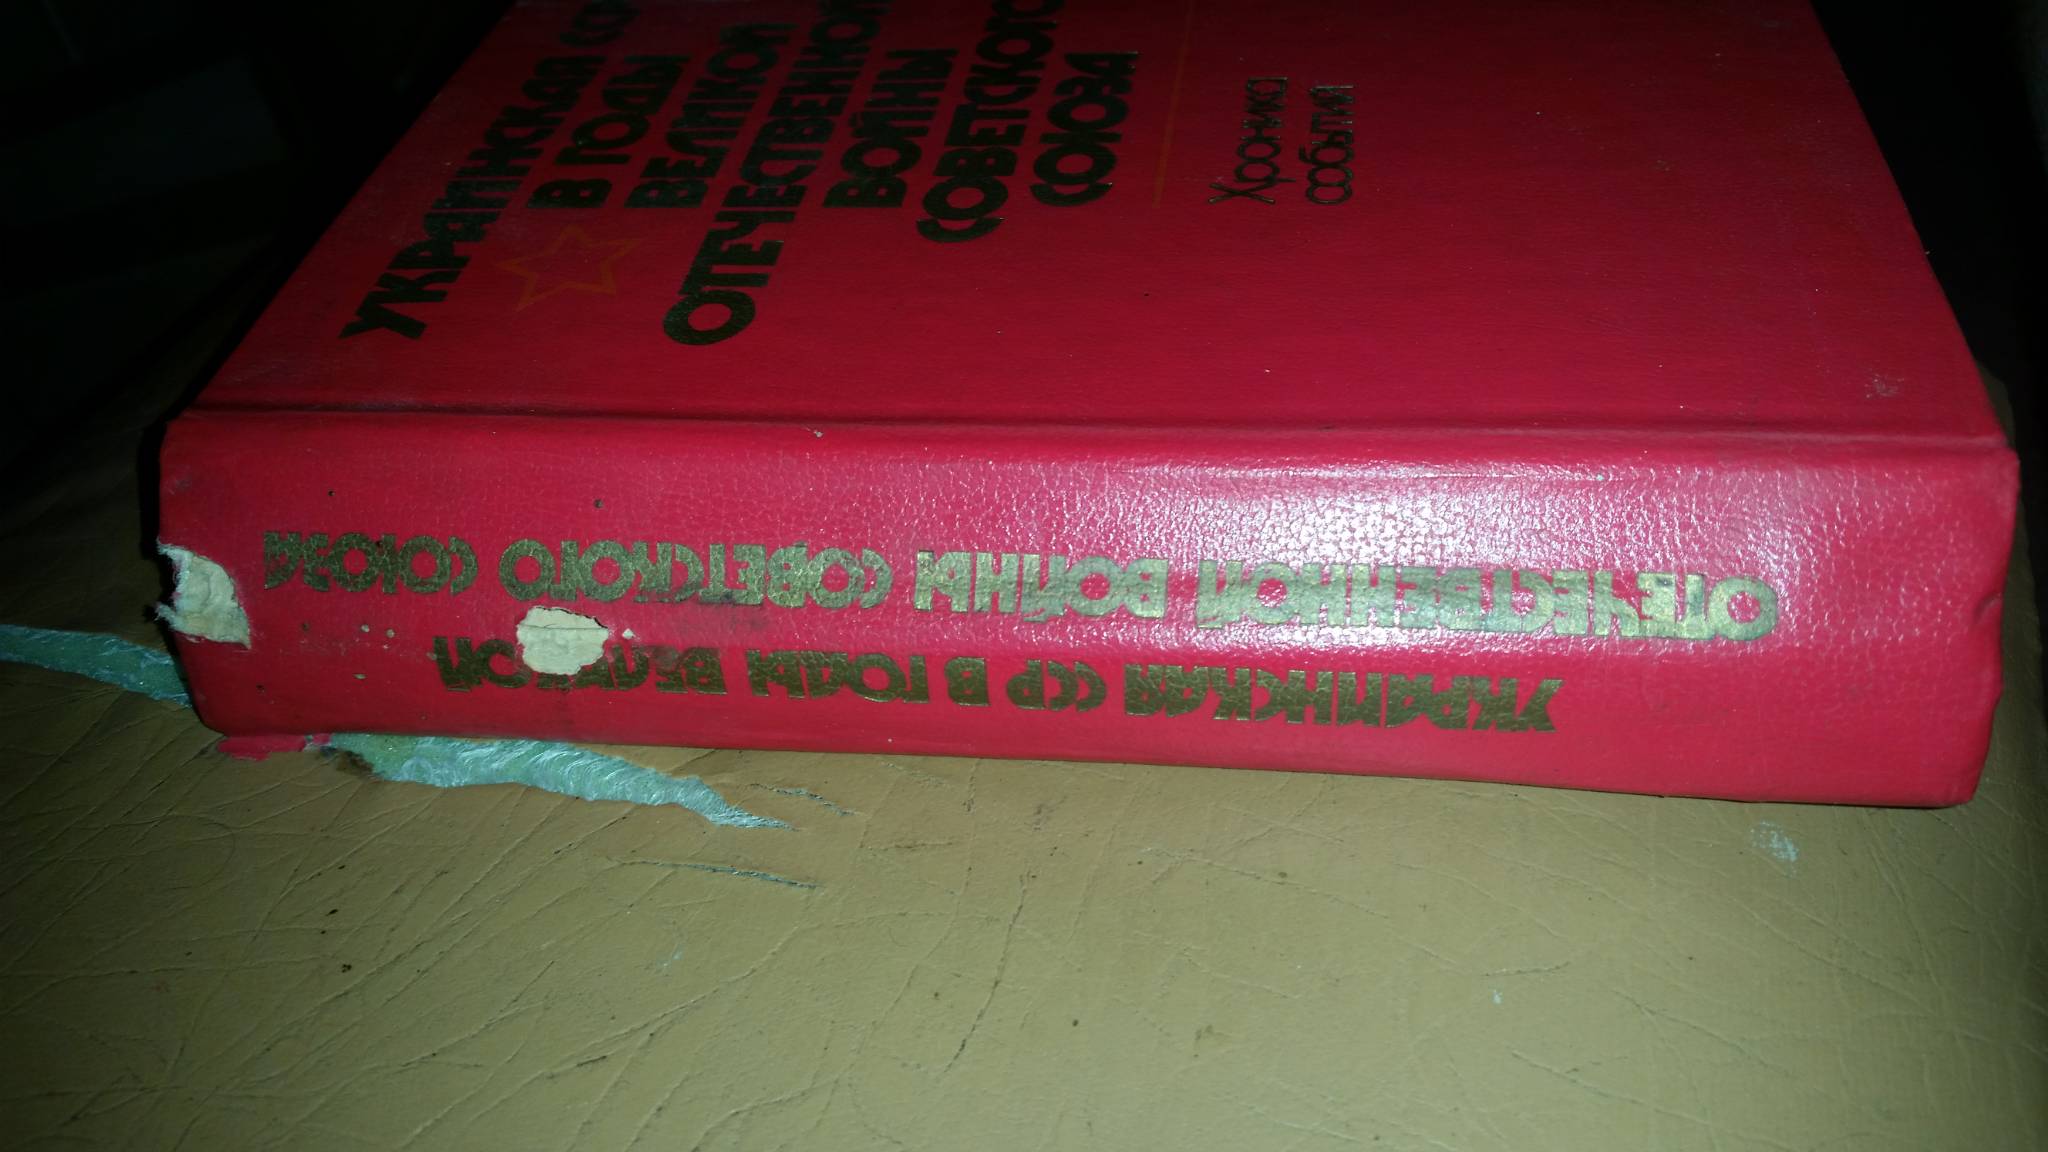 УКРАИНСКАЯ ССР
В ГОДЫ
ВЕЛИКОЙ
ОТЕЧЕСТВЕННОЙ
ВОЙНЫ
СОВЕТСКОГО
СОЮЗА
Хроника
событий
УКРАИНСКАЯ ССР В ГОДЫ ВЕЛИКОЙ
ОТЕЧЕСТВЕННОЙ ВОЙНЫ СОВЕТСКОГО СОЮЗА